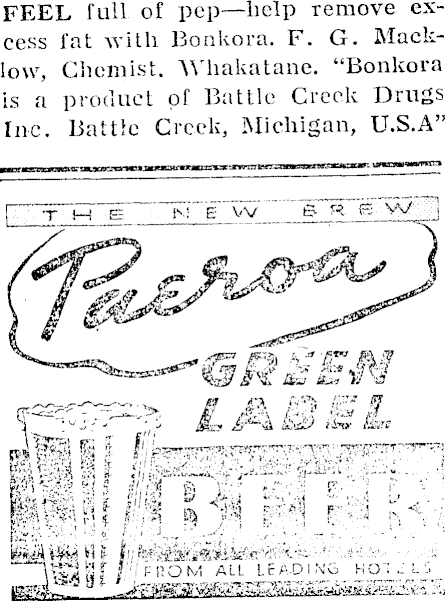 FEEL full of pep—help remove ex-
cess fat with Bonkora. F. G. Mack-
low, Chemist. Whakatane. “Bonkora
is a product of Battle Creek Drugs
Inc. Battle Creek, Michigan, U.S.A”
THE NEW BREW
Paeroa
GREEN
LABEL
BEER
FROM ALL LEADING HOTELS